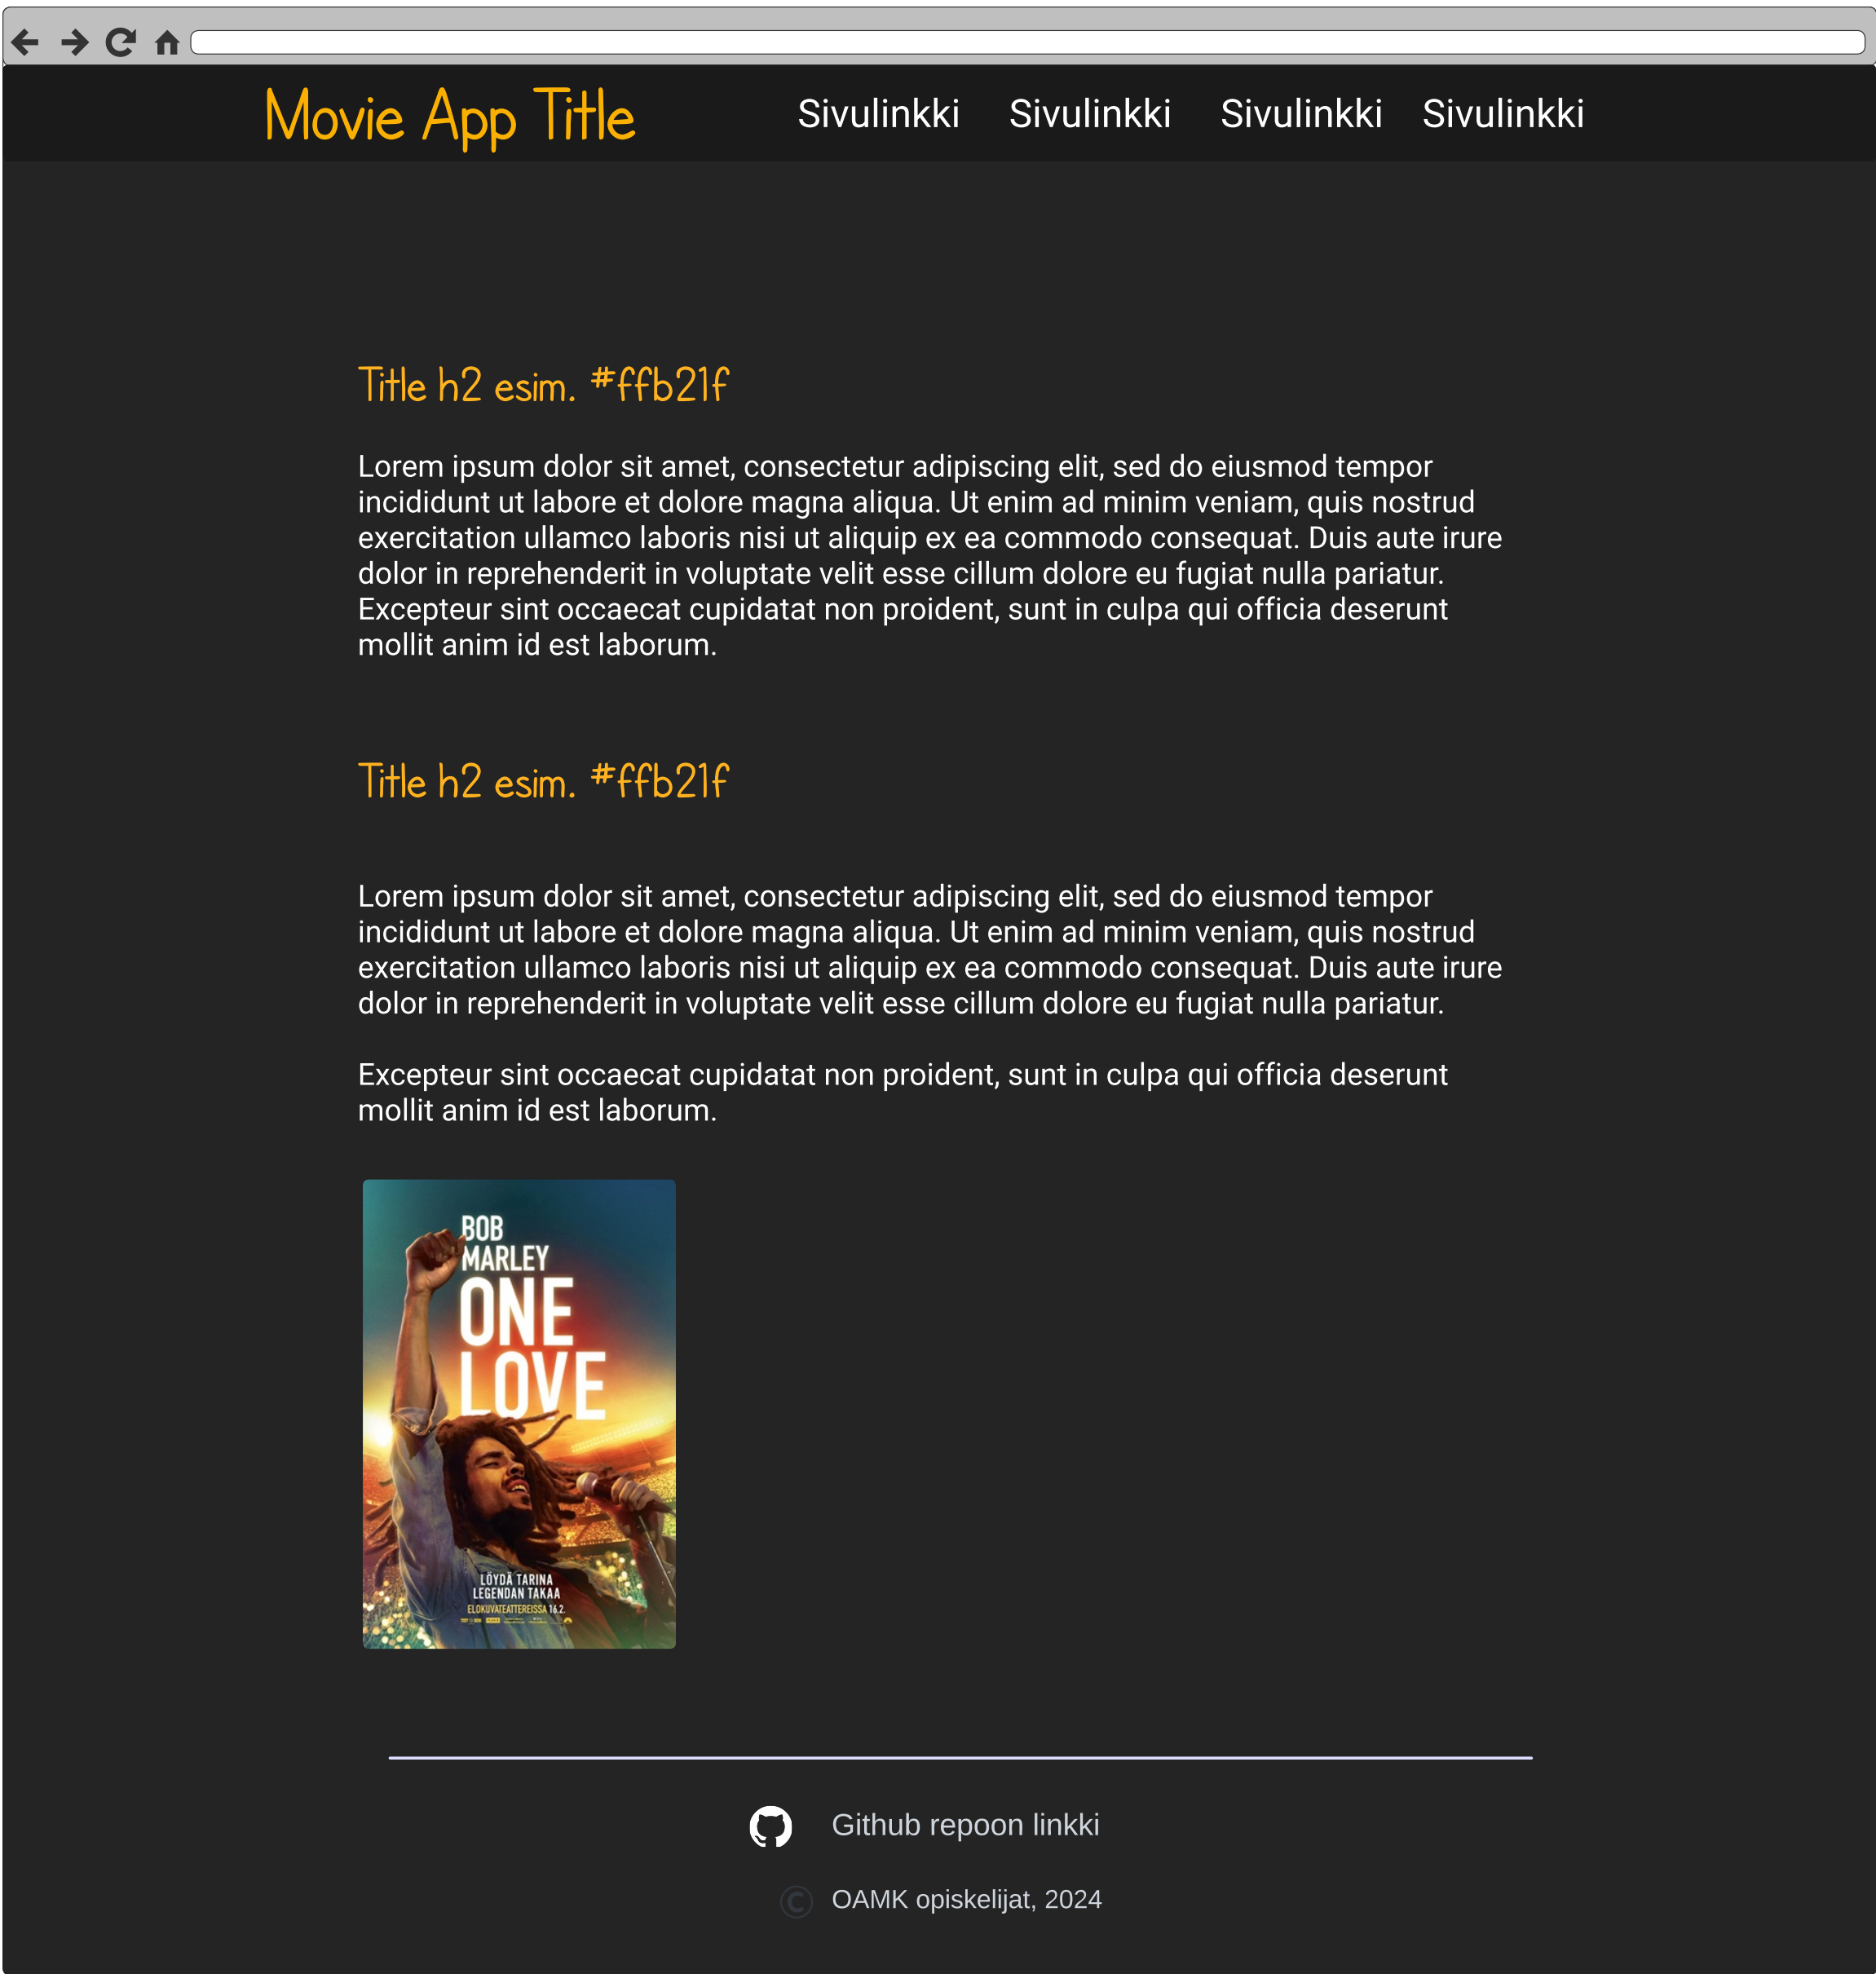 Movie App Title
Sivulinkki Sivulinkki Sivulinkki Sivulinkki
Title h2 esim. #ffb21f
Lorem ipsum dolor sit amet, consectetur adipiscing elit, sed do eiusmod tempor
incididunt ut labore et dolore magna aliqua. Ut enim ad minim veniam, quis nostrud
exercitation ullamco laboris nisi ut aliquip ex ea commodo consequat. Duis aute irure
dolor in reprehenderit in voluptate velit esse cillum dolore eu fugiat nulla pariatur.
Excepteur sint occaecat cupidatat non proident, sunt in culpa qui officia deserunt
mollit anim id est laborum.
Title h2 esim. #ffb21f
Lorem ipsum dolor sit amet, consectetur adipiscing elit, sed do eiusmod tempor
incididunt ut labore et dolore magna aliqua. Ut enim ad minim veniam, quis nostrud
exercitation ullamco laboris nisi ut aliquip ex ea commodo consequat. Duis aute irure
dolor in reprehenderit in voluptate velit esse cillum dolore eu fugiat nulla pariatur.
Excepteur sint occaecat cupidatat non proident, sunt in culpa qui officia deserunt
mollit anim id est laborum.
BOB
MARLEY
ONE
LOVE
LÖYDÄ TARINA
LEGENDAN TAKAA
ELOKUVATEATTEREISSA 16.2.
Github repoon linkki
© OAMK opiskelijat, 2024